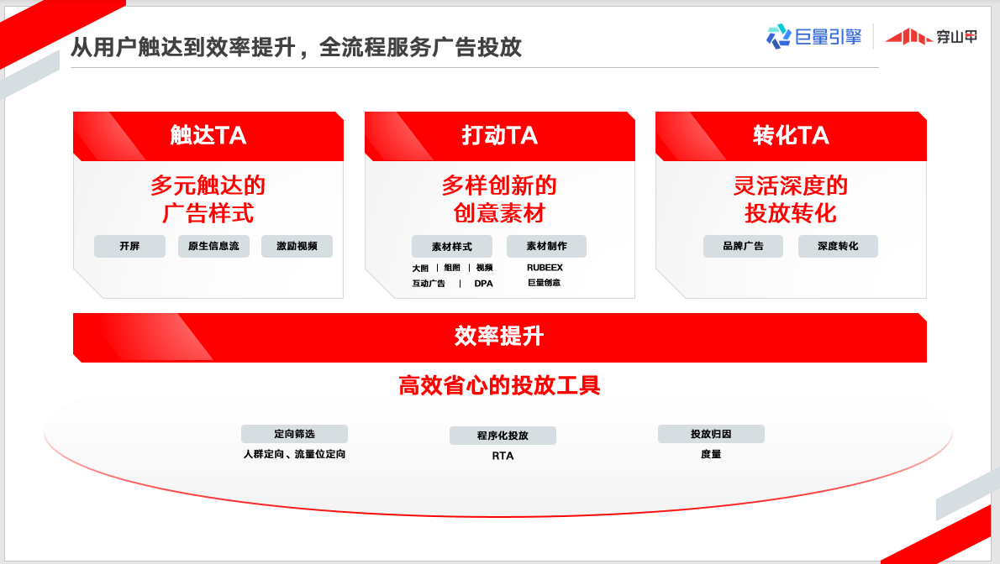 从用户触达到效率提升，全流程服务广告投放
巨量引擎
穿山甲
触达TA
多元触达的
广告样式
开屏
原生信息流
激励视频
打动TA
多样创新的
创意素材
素材样式
素材制作
大图 | 组图 | 视频
RUBEEX
互动广告 | DPA
巨量创意
转化TA
灵活深度的
投放转化
品牌广告
深度转化
效率提升
高效省心的投放工具
定向筛选
人群定向、流量位定向
程序化投放
RTA
投放归因
度量